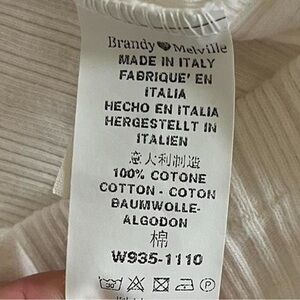 Brandy♥Melville
MADE IN ITALY
FABRIQUE' EN
ITALIA
HECHO EN ITALIA
HERGESTELLT IN
ITALIEN
意大利制造
100% COTONE
COTTON - COTON
BAUMWOLLE-
ALGODON
棉
W935-1110